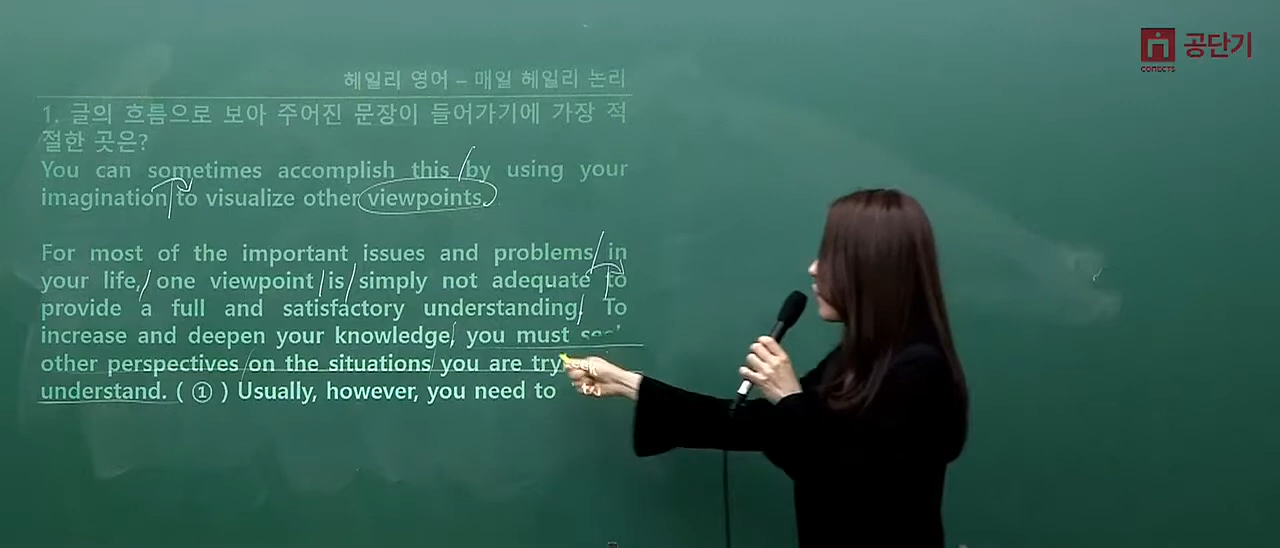 공단기
CONECTS
헤일리 영어 – 매일 헤일리 논리
1. 글의 흐름으로 보아 주어진 문장이 들어가기에 가장 적
절한 곳은?
You can sometimes accomplish this by using your
imagination to visualize other viewpoints.
For most of the important issues and problems in
your life, one viewpoint is simply not adequate to
provide a full and satisfactory understanding. To
increase and deepen your knowledge, you must
other perspectives on the situations you are
understand. ( ① ) Usually, however, you need to